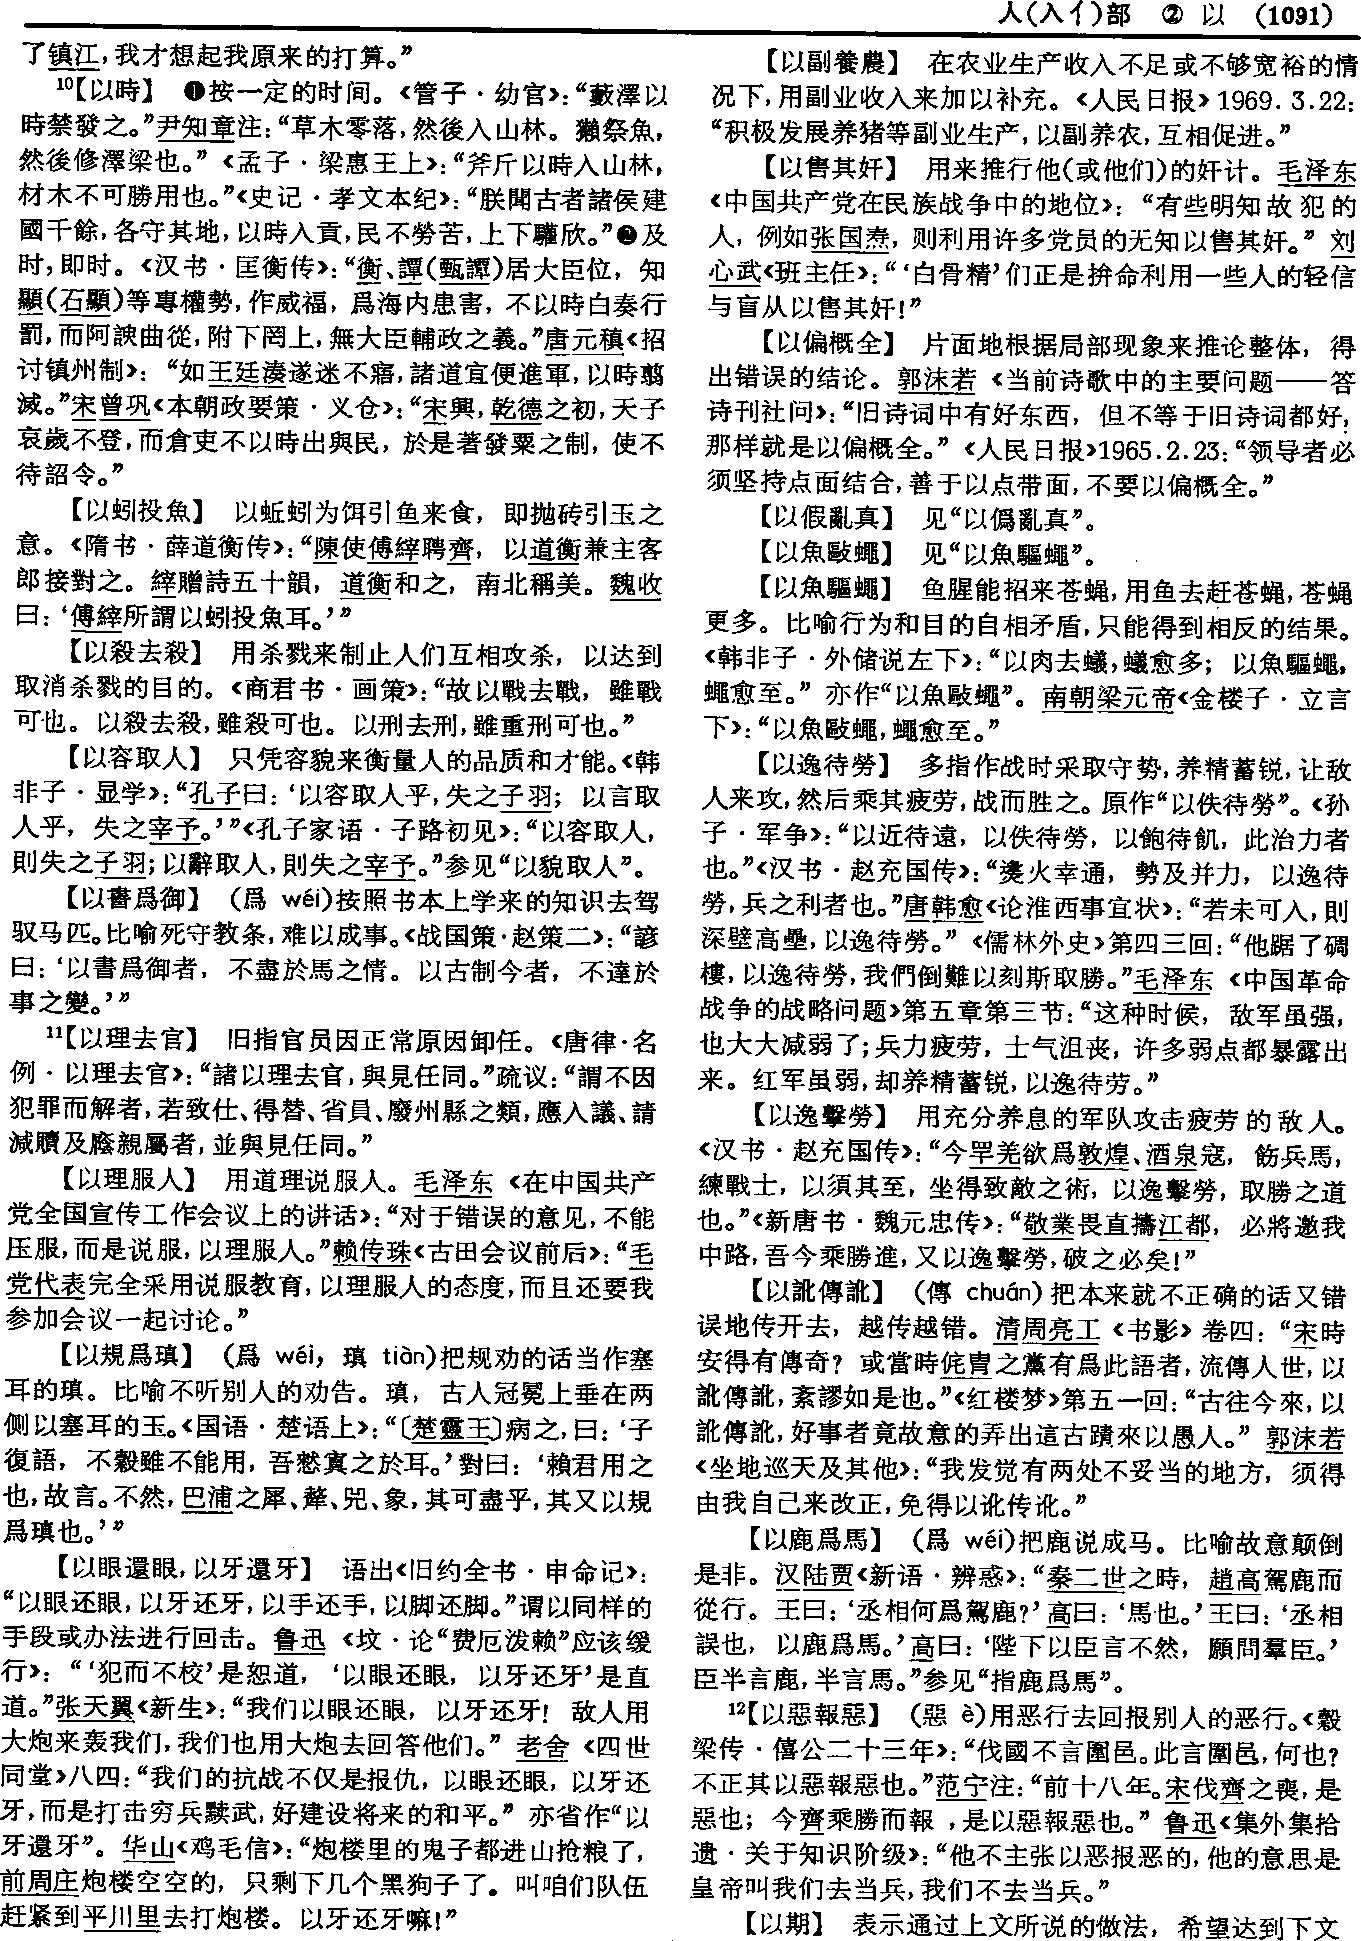 人(入亻)部 ② 以 (1091)
了镇江，我才想起我原来的打算。”
10【以時】 ❶按一定的时间。《管子·幼官》：“藪澤以
時禁發之。”尹知章注：“草木零落，然後入山林。獺祭魚，
然後修澤梁也。”《孟子·梁惠王上》：“斧斤以時入山林，
材木不可勝用也。”《史记·孝文本纪》：“朕聞古者諸侯建
國千餘，各守其地，以時入貢，民不勞苦，上下驩欣。”❷及
时，即时。《汉书·匡衡传》：“衡、譚(甄譚)居大臣位，知
顯(石顯)等專權勢，作威福，爲海内患害，不以時白奏行
罰，而阿諛曲從，附下罔上，無大臣輔政之義。”唐元稹《招
讨镇州制》：“如王廷湊遂迷不寤，諸道宜便進軍，以時翦
滅。”宋曾巩《本朝政要策·义仓》：“宋興，乾德之初，天子
哀歲不登，而倉吏不以時出與民，於是著發粟之制，使不
待詔令。”
【以蚓投魚】 以蚯蚓为饵引鱼来食，即抛砖引玉之
意。《隋书·薛道衡传》：“陳使傅縡聘齊，以道衡兼主客
郎接對之。縡贈詩五十韻，道衡和之，南北稱美。魏收
曰：‘傅縡所謂以蚓投魚耳。’”
【以殺去殺】 用杀戮来制止人们互相攻杀，以达到
取消杀戮的目的。《商君书·画策》：“故以戰去戰，雖戰
可也。以殺去殺，雖殺可也。以刑去刑，雖重刑可也。”
【以容取人】 只凭容貌来衡量人的品质和才能。《韩
非子·显学》：“孔子曰：‘以容取人乎，失之子羽；以言取
人乎，失之宰予。’”《孔子家语·子路初见》：“以容取人，
則失之子羽；以辭取人，則失之宰予。”参见“以貌取人”。
【以書爲御】 (爲 wéi)按照书本上学来的知识去驾
驭马匹。比喻死守教条，难以成事。《战国策·赵策二》：“諺
曰：‘以書爲御者，不盡於馬之情。以古制今者，不達於
事之變。’”
11【以理去官】 旧指官员因正常原因卸任。《唐律·名
例·以理去官》：“諸以理去官，與見任同。”疏议：“謂不因
犯罪而解者，若致仕、得替、省員、廢州縣之類，應入議、請
減贖及廕親屬者，並與見任同。”
【以理服人】 用道理说服人。毛泽东《在中国共产
党全国宣传工作会议上的讲话》：“对于错误的意见，不能
压服，而是说服，以理服人。”赖传珠《古田会议前后》：“毛
党代表完全采用说服教育，以理服人的态度，而且还要我
参加会议一起讨论。”
【以規爲瑱】 (爲 wéi，瑱 tiàn)把规劝的话当作塞
耳的瑱。比喻不听别人的劝告。瑱，古人冠冕上垂在两
侧以塞耳的玉。《国语·楚语上》：“〔楚靈王〕病之，曰：‘子
復語，不穀雖不能用，吾憖寘之於耳。’對曰：‘賴君用之
也，故言。不然，巴浦之犀、犛、兕、象，其可盡乎，其又以規
爲瑱也。’”
【以眼還眼，以牙還牙】 语出《旧约全书·申命记》：
“以眼还眼，以牙还牙，以手还手，以脚还脚。”谓以同样的
手段或办法进行回击。鲁迅《坟·论“费厄泼赖”应该缓
行》：“‘犯而不校’是恕道，‘以眼还眼，以牙还牙’是直
道。”张天翼《新生》：“我们以眼还眼，以牙还牙！敌人用
大炮来轰我们，我们也用大炮去回答他们。”老舍《四世
同堂》八四：“我们的抗战不仅是报仇，以眼还眼，以牙还
牙，而是打击穷兵黩武，好建设将来的和平。”亦省作“以
牙還牙”。华山《鸡毛信》：“炮楼里的鬼子都进山抢粮了，
前周庄炮楼空空的，只剩下几个黑狗子了。叫咱们队伍
赶紧到平川里去打炮楼。以牙还牙嘛！”
【以副養農】 在农业生产收入不足或不够宽裕的情
况下，用副业收入来加以补充。《人民日报》1969.3.22：
“积极发展养猪等副业生产，以副养农，互相促进。”
【以售其奸】 用来推行他(或他们)的奸计。毛泽东
《中国共产党在民族战争中的地位》：“有些明知故犯的
人，例如张国焘，则利用许多党员的无知以售其奸。”刘
心武《班主任》：“‘白骨精’们正是拚命利用一些人的轻信
与盲从以售其奸！”
【以偏概全】 片面地根据局部现象来推论整体，得
出错误的结论。郭沫若《当前诗歌中的主要问题——答
诗刊社问》：“旧诗词中有好东西，但不等于旧诗词都好，
那样就是以偏概全。”《人民日报》1965.2.23：“领导者必
须坚持点面结合，善于以点带面，不要以偏概全。”
【以假亂真】 见“以僞亂真”。
【以魚敺蠅】 见“以魚驅蠅”。
【以魚驅蠅】 鱼腥能招来苍蝇，用鱼去赶苍蝇，苍蝇
更多。比喻行为和目的自相矛盾，只能得到相反的结果。
《韩非子·外储说左下》：“以肉去蟻，蟻愈多；以魚驅蠅，
蠅愈至。”亦作“以魚敺蠅”。南朝梁元帝《金楼子·立言
下》：“以魚敺蠅，蠅愈至。”
【以逸待勞】 多指作战时采取守势，养精蓄锐，让敌
人来攻，然后乘其疲劳，战而胜之。原作“以佚待勞”。《孙
子·军争》：“以近待遠，以佚待勞，以飽待飢，此治力者
也。”《汉书·赵充国传》：“㷭火幸通，勢及并力，以逸待
勞，兵之利者也。”唐韩愈《论淮西事宜状》：“若未可入，則
深壁高壘，以逸待勞。”《儒林外史》第四三回：“他踞了碉
樓，以逸待勞，我們倒難以刻斯取勝。”毛泽东《中国革命
战争的战略问题》第五章第三节：“这种时候，敌军虽强，
也大大减弱了；兵力疲劳，士气沮丧，许多弱点都暴露出
来。红军虽弱，却养精蓄锐，以逸待劳。”
【以逸擊勞】 用充分养息的军队攻击疲劳的敌人。
《汉书·赵充国传》：“今罕羌欲爲敦煌、酒泉寇，飭兵馬，
練戰士，以須其至，坐得致敵之術，以逸擊勞，取勝之道
也。”《新唐书·魏元忠传》：“敬業畏直擣江都，必將邀我
中路，吾今乘勝進，又以逸擊勞，破之必矣！”
【以訛傳訛】 (傳 chuán)把本来就不正确的话又错
误地传开去，越传越错。清周亮工《书影》卷四：“宋時
安得有傳奇？或當時侂冑之黨有爲此語者，流傳人世，以
訛傳訛，紊謬如是也。”《红楼梦》第五一回：“古往今來，以
訛傳訛，好事者竟故意的弄出這古蹟來以愚人。”郭沫若
《坐地巡天及其他》：“我发觉有两处不妥当的地方，须得
由我自己来改正，免得以讹传讹。”
【以鹿爲馬】 (爲 wéi)把鹿说成马。比喻故意颠倒
是非。汉陆贾《新语·辨惑》：“秦二世之時，趙高駕鹿而
從行。王曰：‘丞相何爲駕鹿？’高曰：‘馬也。’王曰：‘丞相
誤也，以鹿爲馬。’高曰：‘陛下以臣言不然，願問羣臣。’
臣半言鹿，半言馬。”参见“指鹿爲馬”。
12【以惡報惡】 (惡 è)用恶行去回报别人的恶行。《穀
梁传·僖公二十三年》：“伐國不言圍邑。此言圍邑，何也？
不正其以惡報惡也。”范宁注：“前十八年。宋伐齊之喪，是
惡也；今齊乘勝而報，是以惡報惡也。”鲁迅《集外集拾
遗·关于知识阶级》：“他不主张以恶报恶的，他的意思是
皇帝叫我们去当兵，我们不去当兵。”
【以期】 表示通过上文所说的做法，希望达到下文